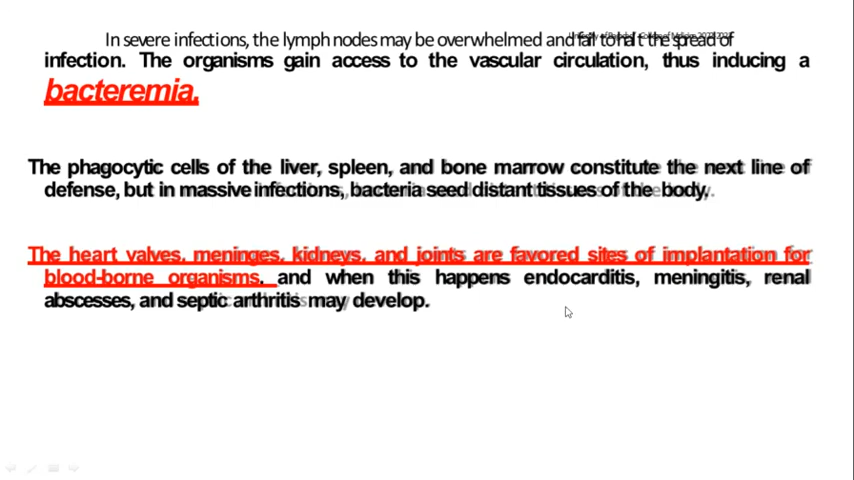 In severe infections, the lymph nodes may be overwhelmed and fail to halt the spread of
infection. The organisms gain access to the vascular circulation, thus inducing a
bacteremia.
The phagocytic cells of the liver, spleen, and bone marrow constitute the next line of
defense, but in massive infections, bacteria seed distant tissues of the body.
The heart valves, meninges, kidneys, and joints are favored sites of implantation for
blood-borne organisms. and when this happens endocarditis, meningitis, renal
abscesses, and septic arthritis may develop.